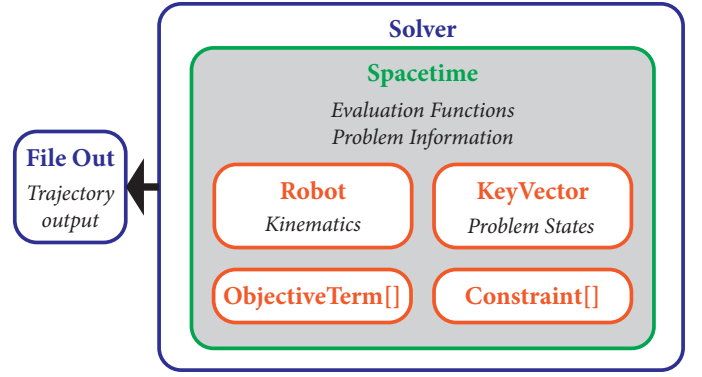 Solver
Spacetime
Evaluation Functions
Problem Information
File Out
Trajectory
output
Robot
Kinematics
KeyVector
Problem States
ObjectiveTerm[]
Constraint[]